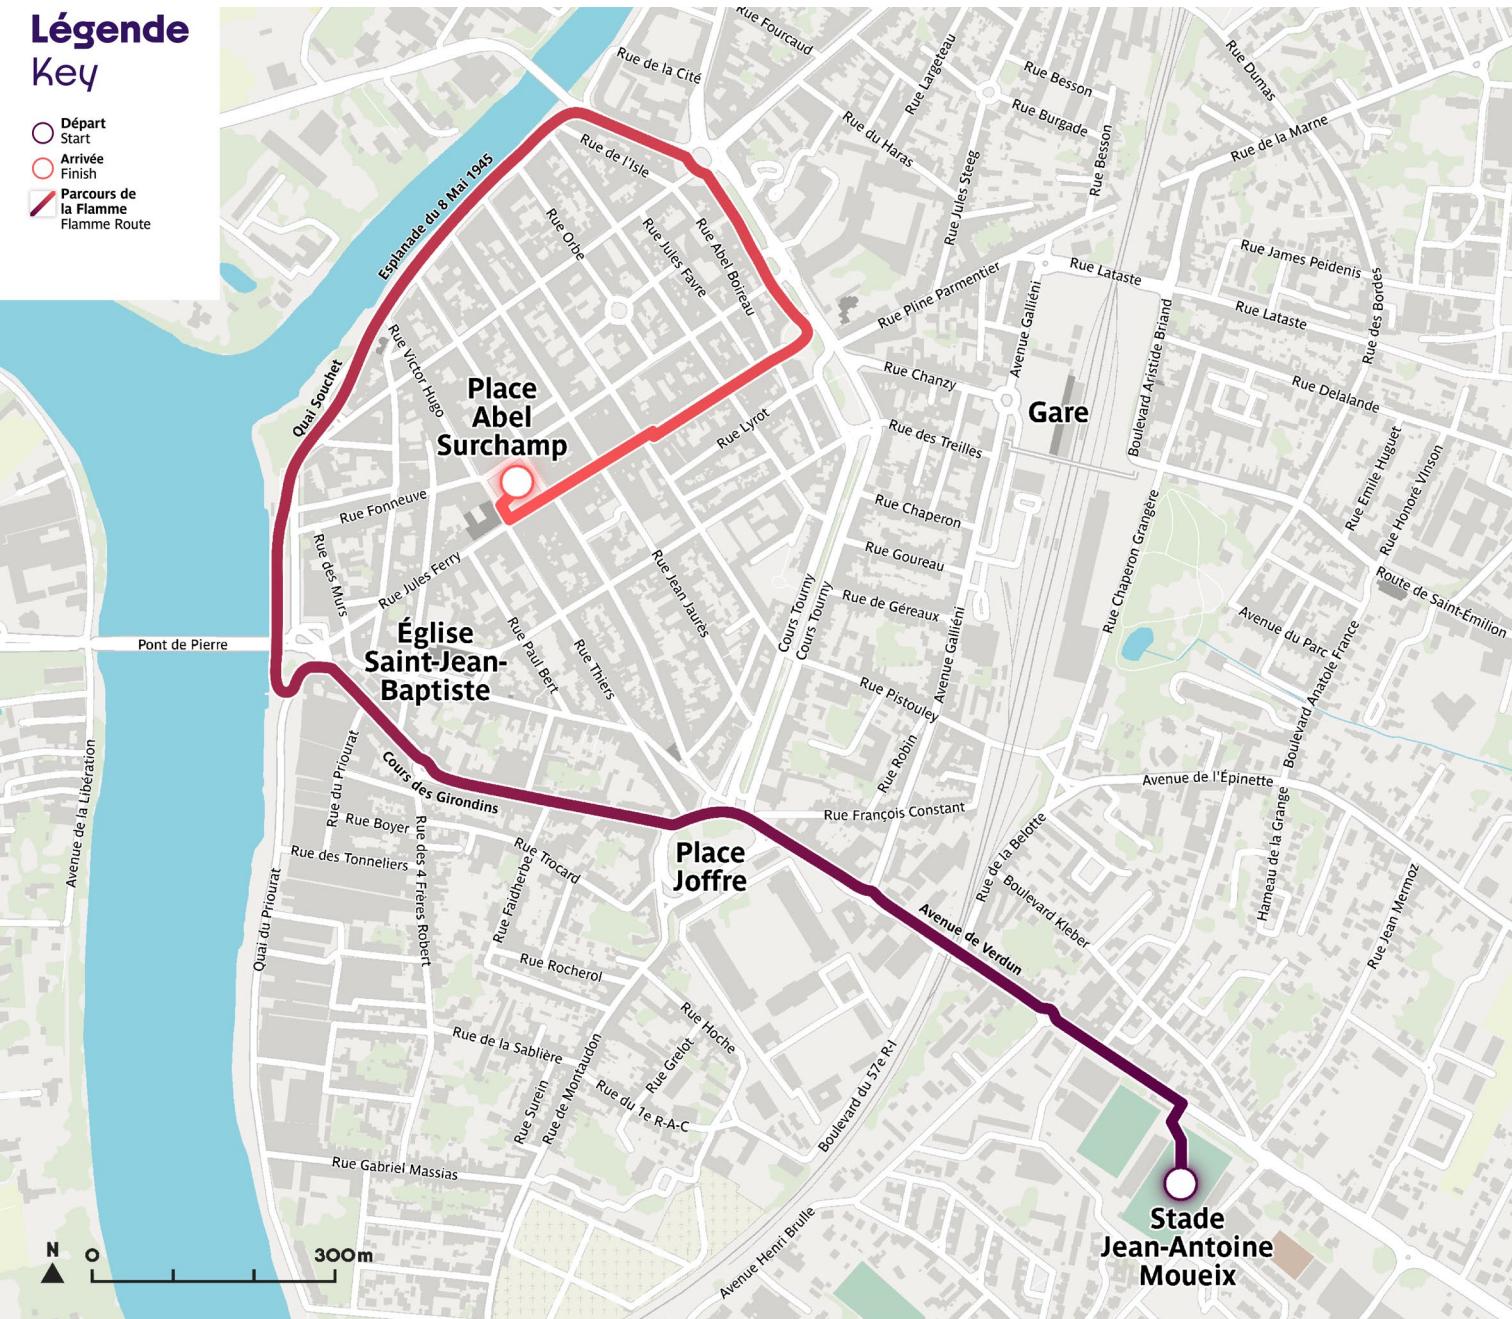 Légende
Key
Départ
Start
Arrivée
Finish
Parcours de
la Flamme
Flamme Route
Rue Fourcaud
Rue de la Cité
Rue Largeteau
Rue Besson
Rue Dumas
Rue Burgade
Rue du Haras
Rue Besson
Rue de la Marne
Rue de l'Isle
Esplanade du 8 Mai 1945
Rue Jules Steeg
Rue Orbe
Rue Jules Favre
Rue Abel Boireau
Rue James Peidenis
Rue Lataste
Rue Pline Parmentier
Rue des Bordes
Rue Lataste
Avenue Galliéni
Boulevard Aristide Briand
Rue Victor Hugo
Quai Souchet
Rue Chanzy
Rue Delalande
Place
Abel
Surchamp
Gare
Rue Lyrot
Rue des Treilles
Rue Emile Huguet
Rue Honoré Vinson
Rue Fonneuve
Rue Chaperon
Rue Chaperon Grangère
Rue Goureau
Rue des Murs
Rue Jules Ferry
Rue Jean Jaurès
Cours Tourny
Cours Tourny
Rue de Géreaux
Route de Saint-Émilion
Avenue du Parc
Pont de Pierre
Église
Saint-Jean-
Baptiste
Rue Paul Bert
Rue Thiers
Avenue Galliéni
Rue Pistouley
Boulevard Anatole France
Avenue de la Libération
Rue du Priourat
Cours des Girondins
Rue Robin
Avenue de l'Épinette
Rue François Constant
Rue Boyer
Rue des Tonneliers
Rue des 4 Frères Robert
Rue Trocard
Rue Faidherbe
Place
Joffre
Rue de la Belotte
Boulevard Kleber
Hameau de la Grange
Rue Jean Mermoz
Quai du Priourat
Avenue de Verdun
Rue Rocherol
Rue Hoche
Rue de la Sablière
Rue Grelot
Rue Surein
Rue de Montaudon
Rue du 1e R-A-C
Boulevard du 57e R-I
Rue Gabriel Massias
Avenue Henri Brulle
Stade
Jean-Antoine
Moueix
N
0 300m